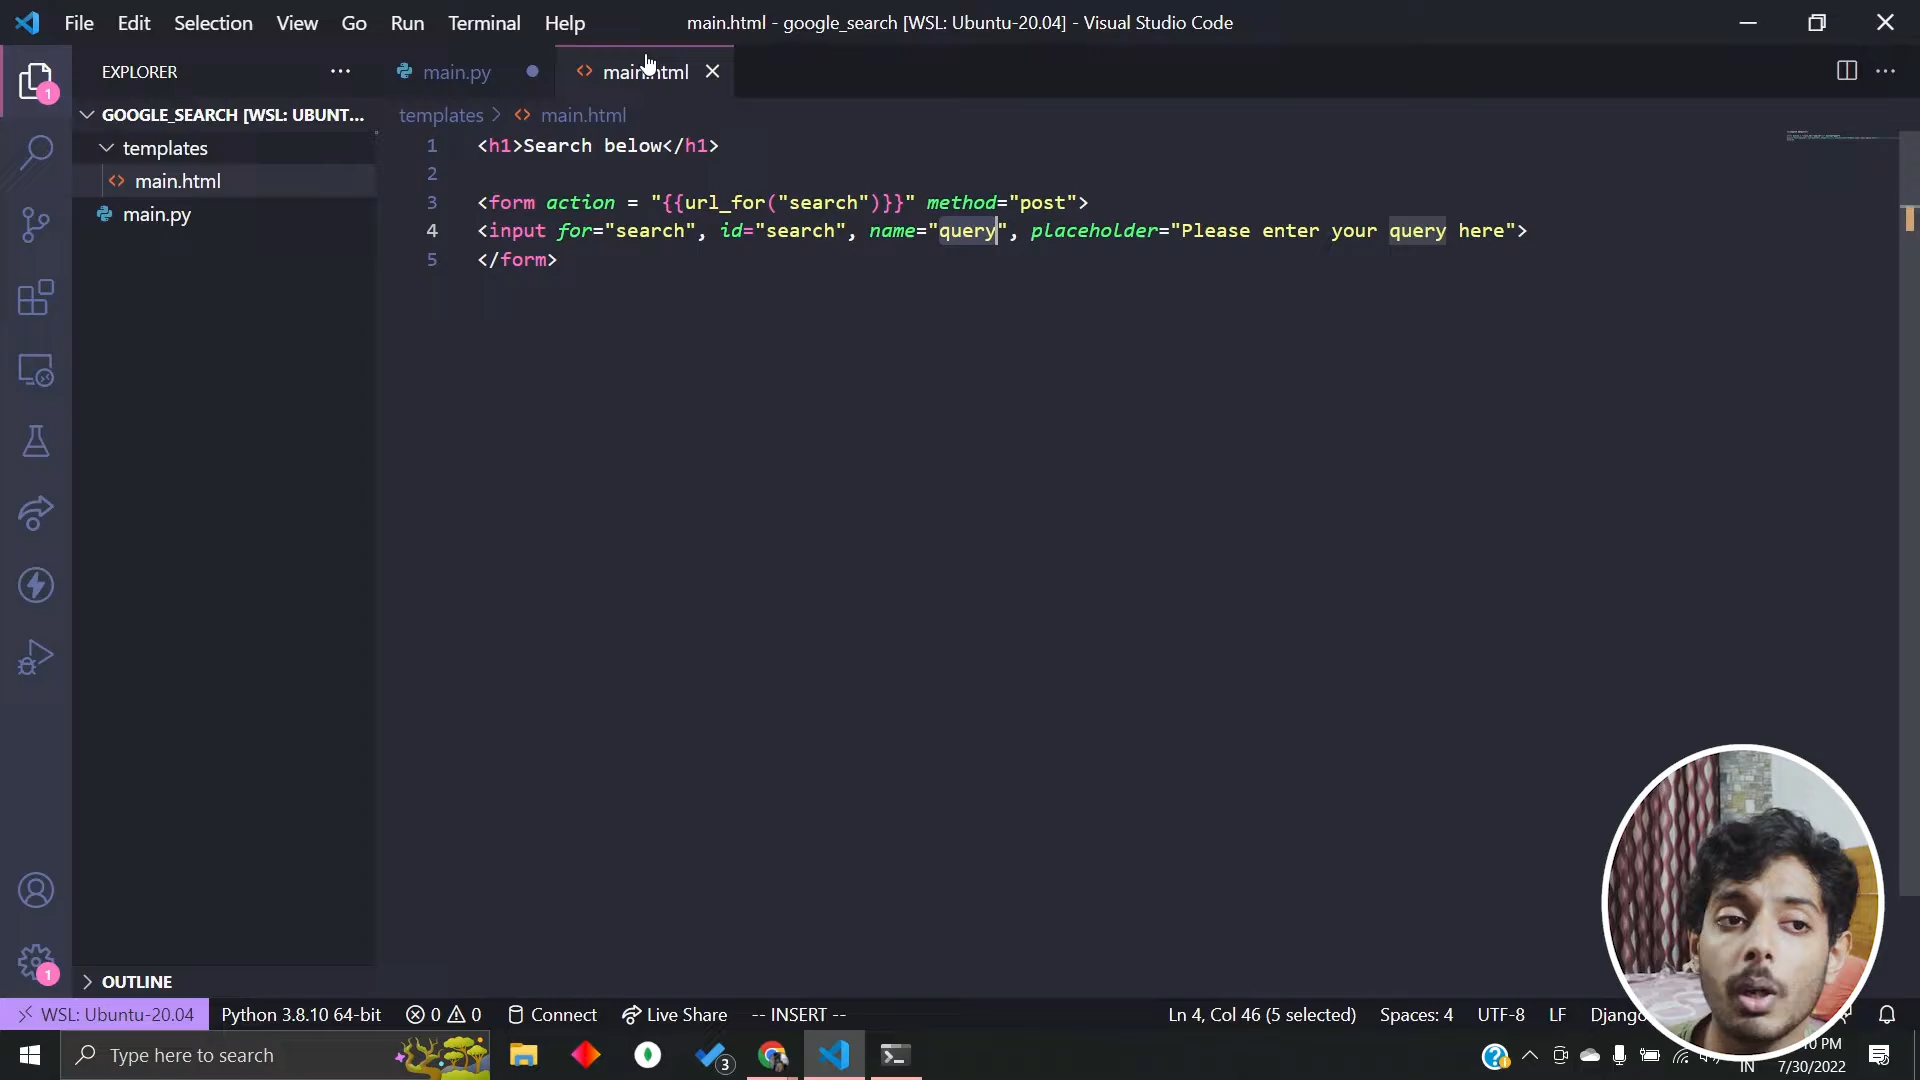 File Edit Selection View Go Run Terminal Help
main.html - google_search [WSL: Ubuntu-20.04] - Visual Studio Code
1
EXPLORER
main.py
main.html
GOOGLE_SEARCH [WSL: UBUNT...
templates
main.html
main.py
templates > main.html
1 <h1>Search below</h1>
2
3 <form action = "{{url_for("search")}}" method="post">
4 <input for="search", id="search", name="query", placeholder="Please enter your query here">
5 </form>
1
OUTLINE
WSL: Ubuntu-20.04 Python 3.8.10 64-bit 0 0 Connect Live Share -- INSERT -- Ln 4, Col 46 (5 selected) Spaces: 4 UTF-8 LF
Type here to search
3
IN
PM
7/30/2022